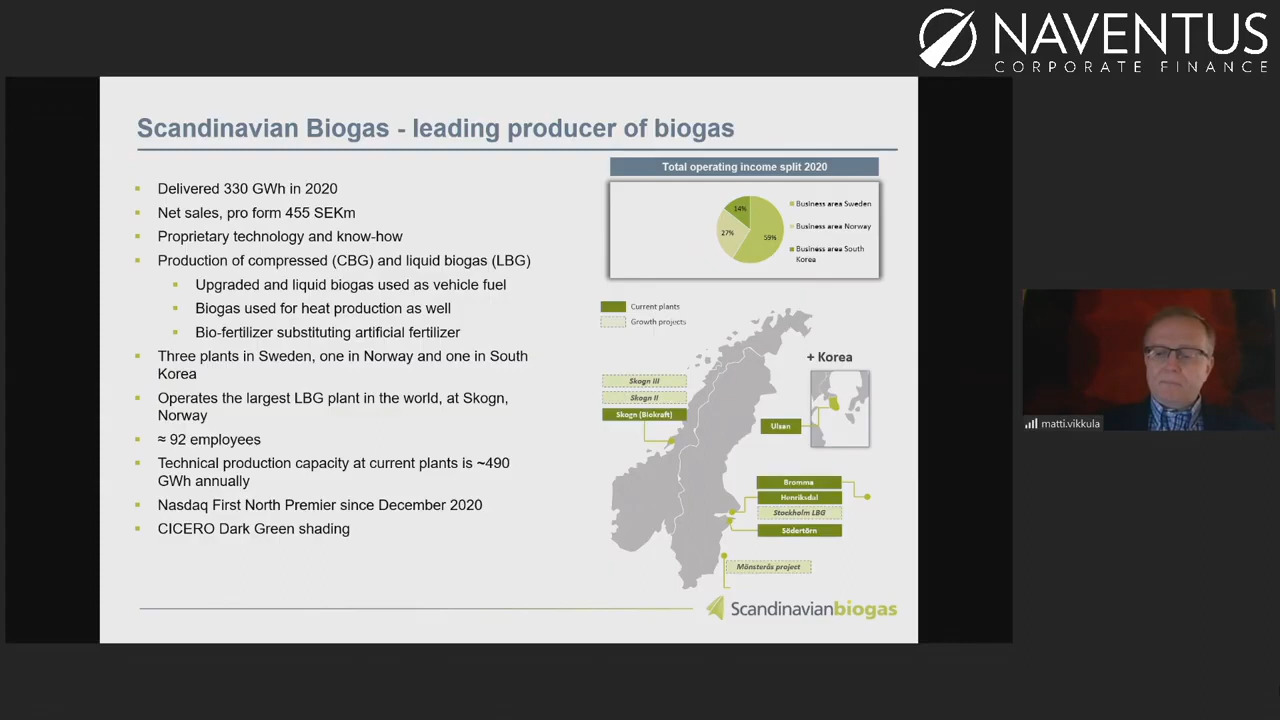 NAVENTUS
CORPORATE FINANCE
Scandinavian Biogas - leading producer of biogas
Delivered 330 GWh in 2020
Net sales, pro form 455 SEKm
Proprietary technology and know-how
Production of compressed (CBG) and liquid biogas (LBG)
Upgraded and liquid biogas used as vehicle fuel
Biogas used for heat production as well
Bio-fertilizer substituting artificial fertilizer
Three plants in Sweden, one in Norway and one in South
Korea
Operates the largest LBG plant in the world, at Skogn,
Norway
≈ 92 employees
Technical production capacity at current plants is ~490
GWh annually
Nasdaq First North Premier since December 2020
CICERO Dark Green shading
Total operating income split 2020
14%
27%
59%
Business area Sweden
Business area Norway
Business area South
Korea
Current plants
Growth projects
+ Korea
Skogn III
Skogn II
Skogn (Biokraft)
Ulsan
Bromma
Henriksdal
Stockholm LBG
Södertörn
Mönsterås project
Scandinavianbiogas
matti.vikkula